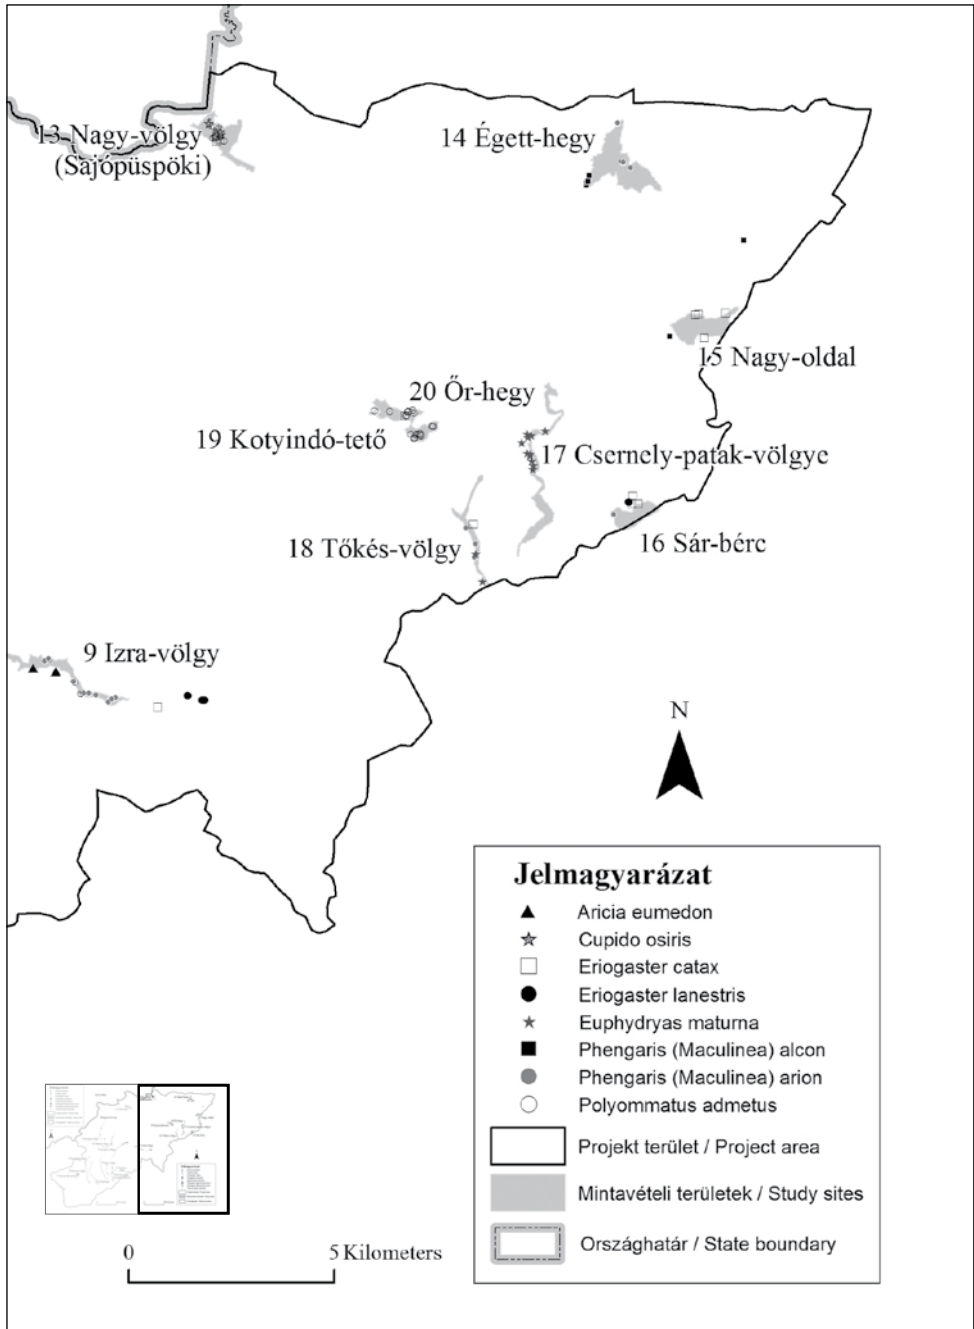 13 Nagy-völgy
(Sajópüspöki)
14 Égett-hegy
15 Nagy-oldal
20 Őr-hegy
19 Kotyindó-tető
17 Csernely-patak-völgye
16 Sár-bérc
18 Tőkés-völgy
9 Izra-völgy
N
Jelmagyarázat
Aricia eumedon
Cupido osiris
Eriogaster catax
Eriogaster lanestris
Euphydryas maturna
Phengaris (Maculinea) alcon
Phengaris (Maculinea) arion
Polyommatus admetus
Projekt terület / Project area
Mintavételi területek / Study sites
Országhatár / State boundary
0 5 Kilometers